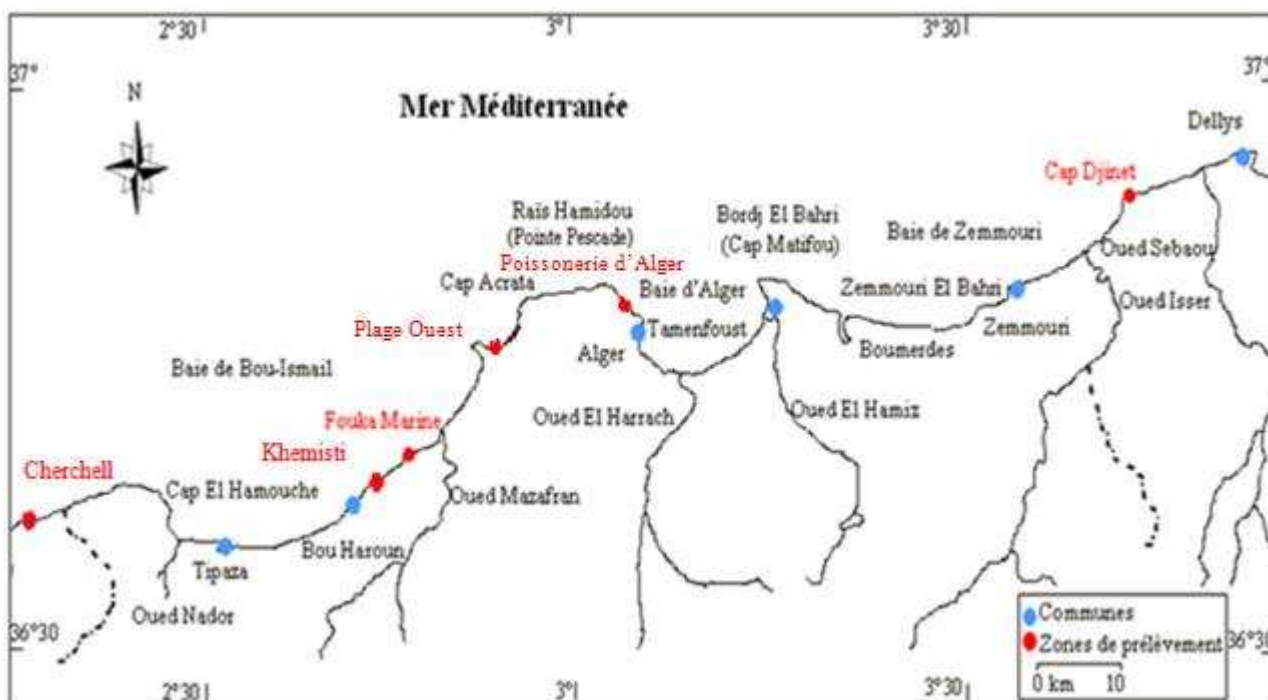 2°30
3°
3°30
37°
37°
N
Mer Méditerranée
Dellys
Cap Djinet
Raïs Hamidou
(Pointe Pescade)
Bordj El Bahri
(Cap Matifou)
Baie de Zemmouri
Oued Sebaou
Poissonerie d'Alger
Cap Acrata
Baie d'Alger
Zemmouri El Bahri
Oued Isser
Plage Ouest
Tamenfoust
Zemmouri
Alger
Boumerdes
Baie de Bou-Ismail
Fouka Marine
Oued El Harrach
Oued El Hamiz
Khemisti
Cherchell
Cap El Hamouche
Oued Mazafran
Bou Haroun
Tipaza
Oued Nador
Communes
Zones de prélèvement
0 km 10
36°30
36°30
2°30
3°
3°30